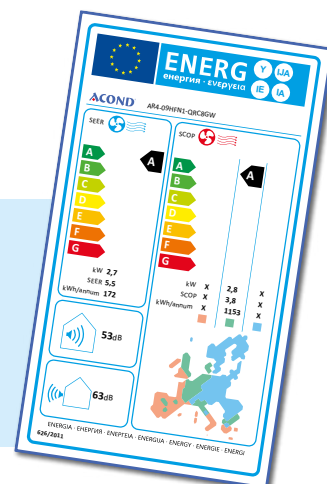 ENERG Y IJA
енергия · ενεργεια IE IA
ACOND AR4-09HFN1-QRC8GW
SEER
A
B
C
D
E
F
G
A
kW 2,7
SEER 5,5
kWh/annum 172
SCOP
A
B
C
D
E
F
G
A
kW X 2,8 X
SCOP X 3,8 X
kWh/annum X 1153 X
53dB
63dB
ENERGIA · ЕНЕРГИЯ · ΕΝΕΡΓΕΙΑ · ENERGIJA · ENERGY · ENERGIE · ENERGI
626/2011